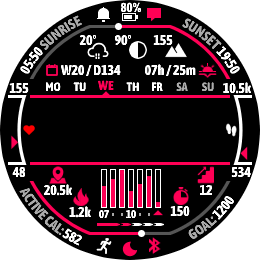 80%
05:50 SUNRISE
SUNSET 19:50
20° 90° 155
W20 / D134 07h / 25m
MO TU WE TH FR SA SU
155 10.5k
48 534
20.5k 12
1.2k 150
07 - 10
ACTIVE CAL: 582
GOAL: 1200